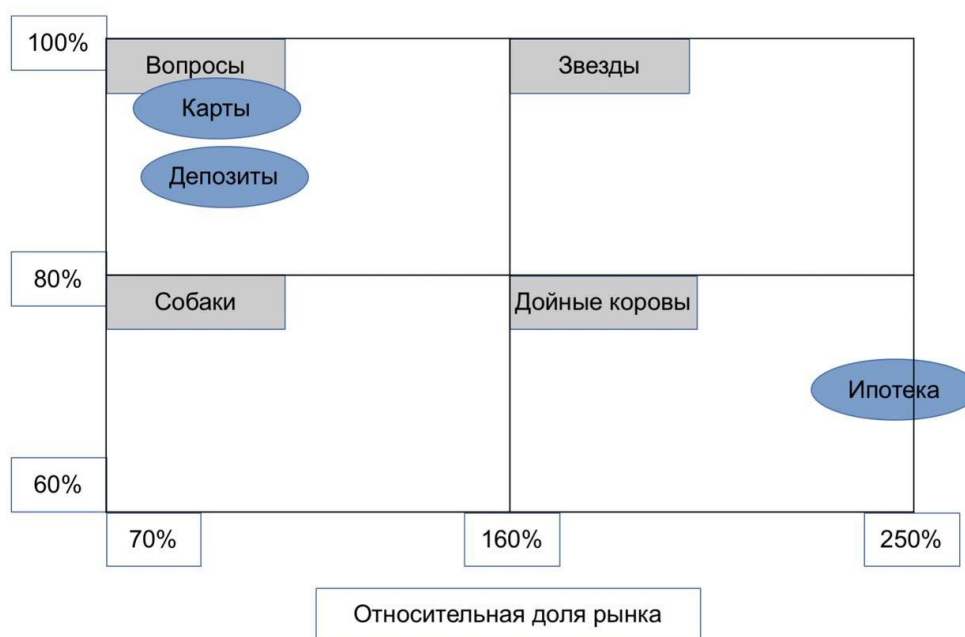 100%
Вопросы
Звезды
Карты
Депозиты
80%
Собаки
Дойные коровы
Ипотека
60%
70%
160%
250%
Относительная доля рынка